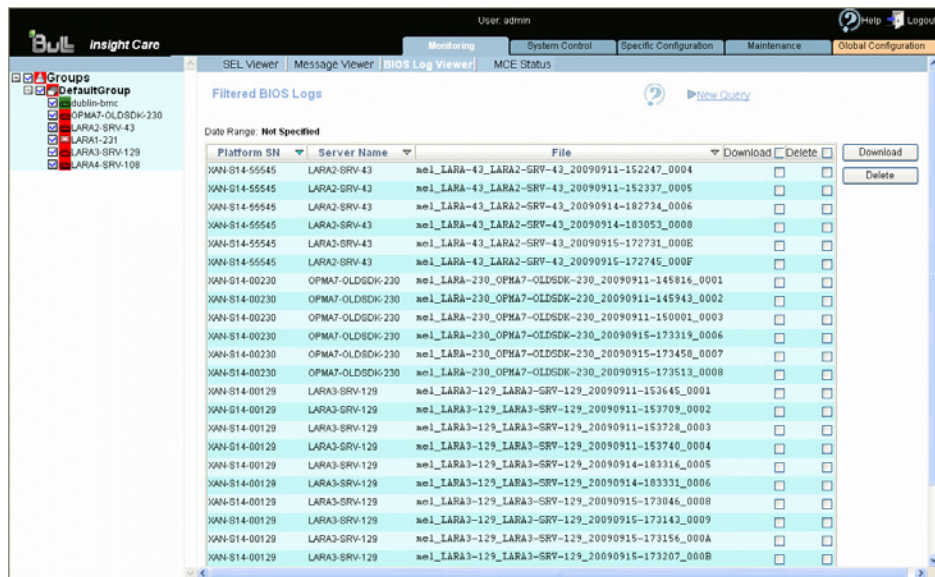 User: admin
Help Logout
Bull Insight Care
Monitoring System Control Specific Configuration Maintenance Global Configuration
SEL Viewer Message Viewer BIOS Log Viewer MCE Status
Groups
DefaultGroup
dublin-bmc
OPMA7-OLDSDK-230
LARA2-SRV-43
LARA1-231
LARA3-SRV-129
LARA4-SRV-108
Filtered BIOS Logs
New Query
Date Range: Not Specified
Platform SN Server Name File Download Delete
Download
Delete
XAN-S14-55545 LARA2-SRV-43 mel_LARA-43_LARA2-SRV-43_20090911-152247_0004
XAN-S14-55545 LARA2-SRV-43 mel_LARA-43_LARA2-SRV-43_20090911-152337_0005
XAN-S14-55545 LARA2-SRV-43 mel_LARA-43_LARA2-SRV-43_20090914-182734_0006
XAN-S14-55545 LARA2-SRV-43 mel_LARA-43_LARA2-SRV-43_20090914-183053_0008
XAN-S14-55545 LARA2-SRV-43 mel_LARA-43_LARA2-SRV-43_20090915-172731_000E
XAN-S14-55545 LARA2-SRV-43 mel_LARA-43_LARA2-SRV-43_20090915-172745_000F
XAN-S14-00230 OPMA7-OLDSDK-230 mel_LARA-230_OPMA7-OLDSDK-230_20090911-145816_0001
XAN-S14-00230 OPMA7-OLDSDK-230 mel_LARA-230_OPMA7-OLDSDK-230_20090911-145943_0002
XAN-S14-00230 OPMA7-OLDSDK-230 mel_LARA-230_OPMA7-OLDSDK-230_20090911-150001_0003
XAN-S14-00230 OPMA7-OLDSDK-230 mel_LARA-230_OPMA7-OLDSDK-230_20090915-173319_0006
XAN-S14-00230 OPMA7-OLDSDK-230 mel_LARA-230_OPMA7-OLDSDK-230_20090915-173458_0007
XAN-S14-00230 OPMA7-OLDSDK-230 mel_LARA-230_OPMA7-OLDSDK-230_20090915-173513_0008
XAN-S14-00129 LARA3-SRV-129 mel_LARA3-129_LARA3-SRV-129_20090911-153645_0001
XAN-S14-00129 LARA3-SRV-129 mel_LARA3-129_LARA3-SRV-129_20090911-153709_0002
XAN-S14-00129 LARA3-SRV-129 mel_LARA3-129_LARA3-SRV-129_20090911-153728_0003
XAN-S14-00129 LARA3-SRV-129 mel_LARA3-129_LARA3-SRV-129_20090911-153740_0004
XAN-S14-00129 LARA3-SRV-129 mel_LARA3-129_LARA3-SRV-129_20090914-183316_0005
XAN-S14-00129 LARA3-SRV-129 mel_LARA3-129_LARA3-SRV-129_20090914-183331_0006
XAN-S14-00129 LARA3-SRV-129 mel_LARA3-129_LARA3-SRV-129_20090915-173046_0008
XAN-S14-00129 LARA3-SRV-129 mel_LARA3-129_LARA3-SRV-129_20090915-173143_0009
XAN-S14-00129 LARA3-SRV-129 mel_LARA3-129_LARA3-SRV-129_20090915-173156_000A
XAN-S14-00129 LARA3-SRV-129 mel_LARA3-129_LARA3-SRV-129_20090915-173207_000B